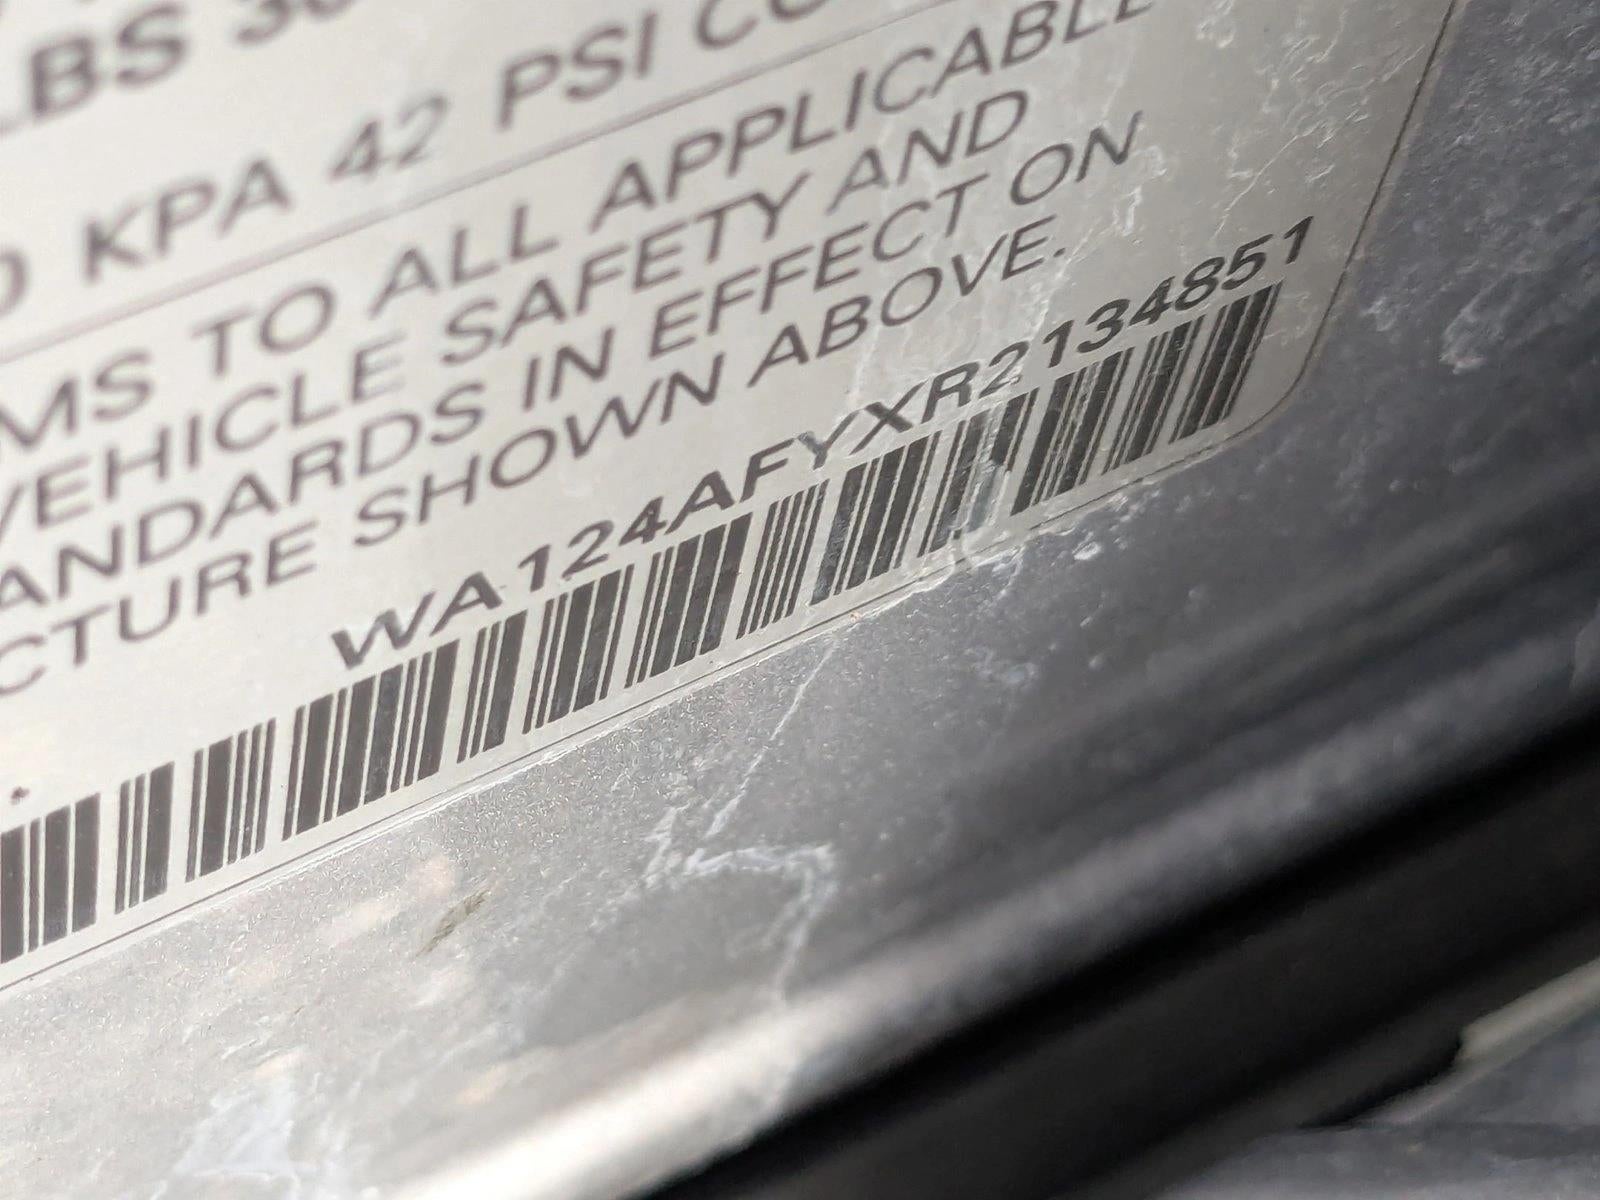 LBS
KPA 42 PSI
MS TO ALL APPLICABLE
VEHICLE SAFETY AND
ANDARDS IN EFFECT ON
CTURE SHOWN ABOVE.
WA124AFYXR2134851